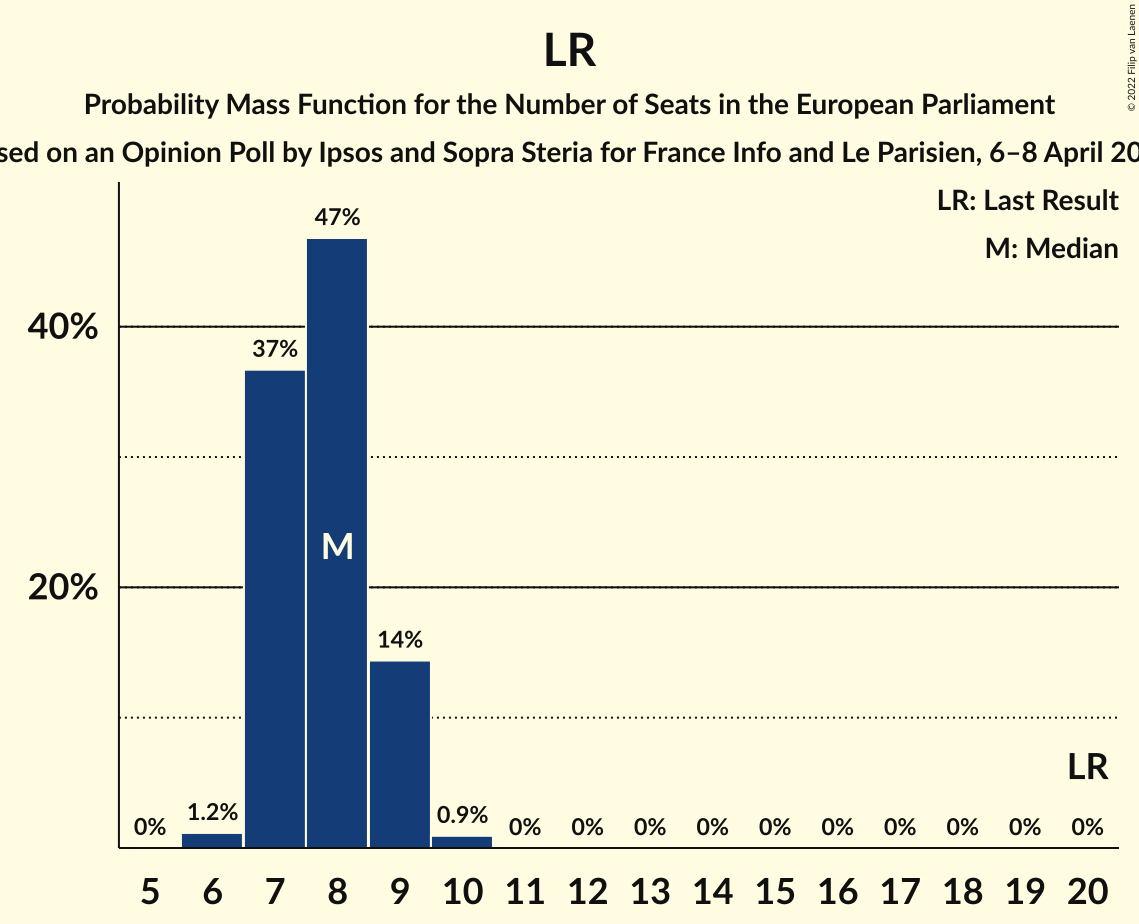 LR
Probability Mass Function for the Number of Seats in the European Parliament
on an Opinion Poll by Ipsos and Sopra Steria for France Info and Le Parisien, 6–8 April
© 2022 Filip van Laenen
LR: Last Result
M: Median
47%
40%
37%
M
20%
14%
LR
0% 1.2% 0.9% 0% 0% 0% 0% 0% 0% 0% 0% 0% 0%
5 6 7 8 9 10 11 12 13 14 15 16 17 18 19 20